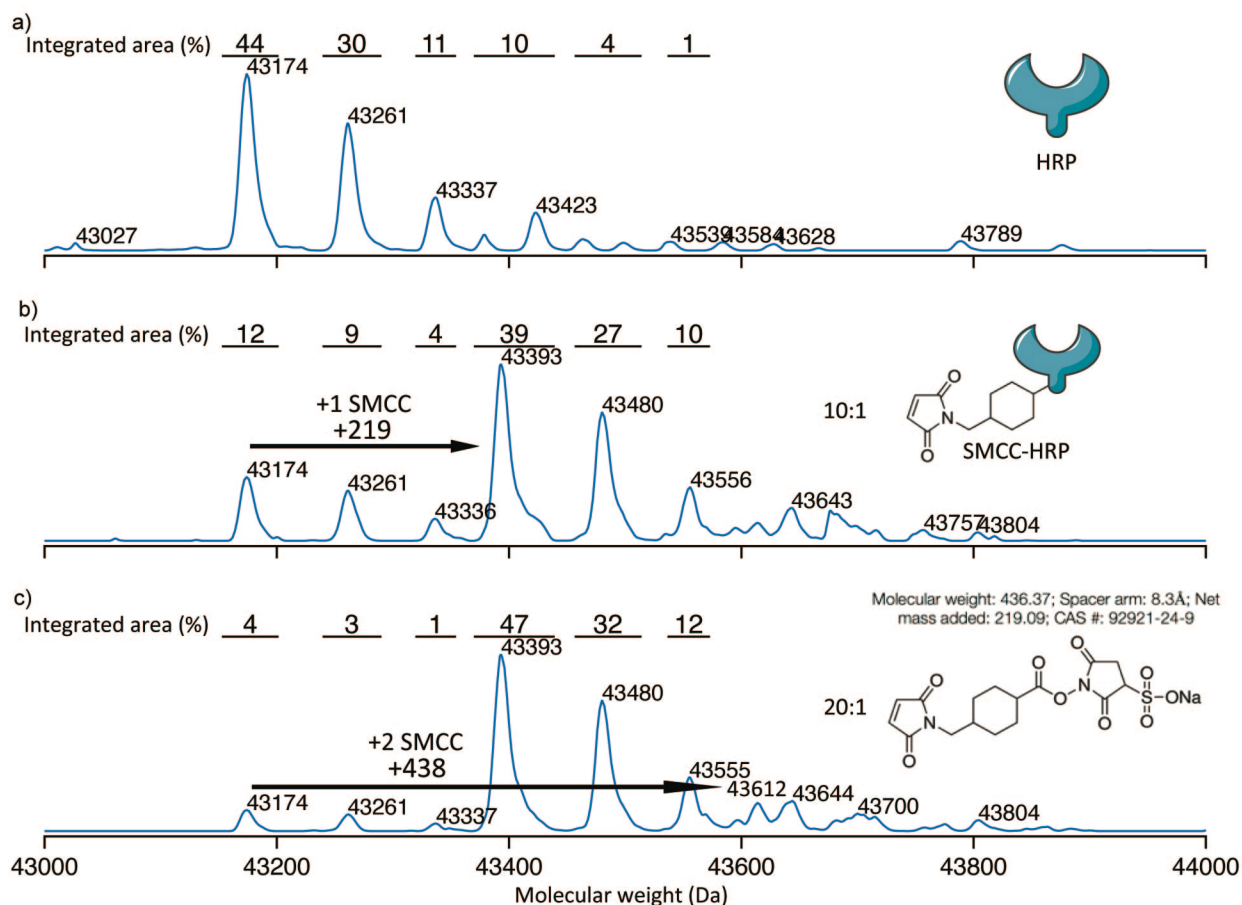 a)
Integrated area (%) 44 30 11 10 4 1
43174
43261
43337
43423
43027
43539
43584
43628
43789
HRP
b)
Integrated area (%) 12 9 4 39 27 10
43393
+1 SMCC
+219
43480
10:1
O
N
O
SMCC-HRP
43174
43261
43336
43556
43643
43757
43804
c)
Integrated area (%) 4 3 1 47 32 12
Molecular weight: 436.37; Spacer arm: 8.3Å; Net
mass added: 219.09; CAS #: 92921-24-9
43393
43480
20:1
O
N
O
O
O
O
N
O
O
S
O
ONa
+2 SMCC
+438
43174
43261
43337
43555
43612
43644
43700
43804
43000 43200 43400 43600 43800 44000
Molecular weight (Da)